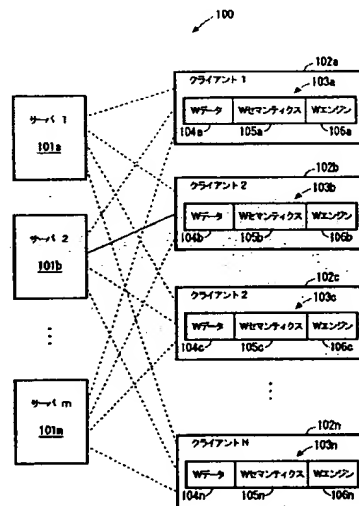 100
サーバ 1
101a
サーバ 2
101b
サーバ m
101m
102a
クライアント 1
103a
Wデータ Wセマンティクス Wエンジン
104a 105a 106a
102b
クライアント2
103b
Wデータ Wセマンティクス Wエンジン
104b 105b 106b
102c
クライアント2
103c
Wデータ Wセマンティクス Wエンジン
104c 105c 106c
102n
クライアントN
103n
Wデータ Wセマンティクス Wエンジン
104n 105n 106n